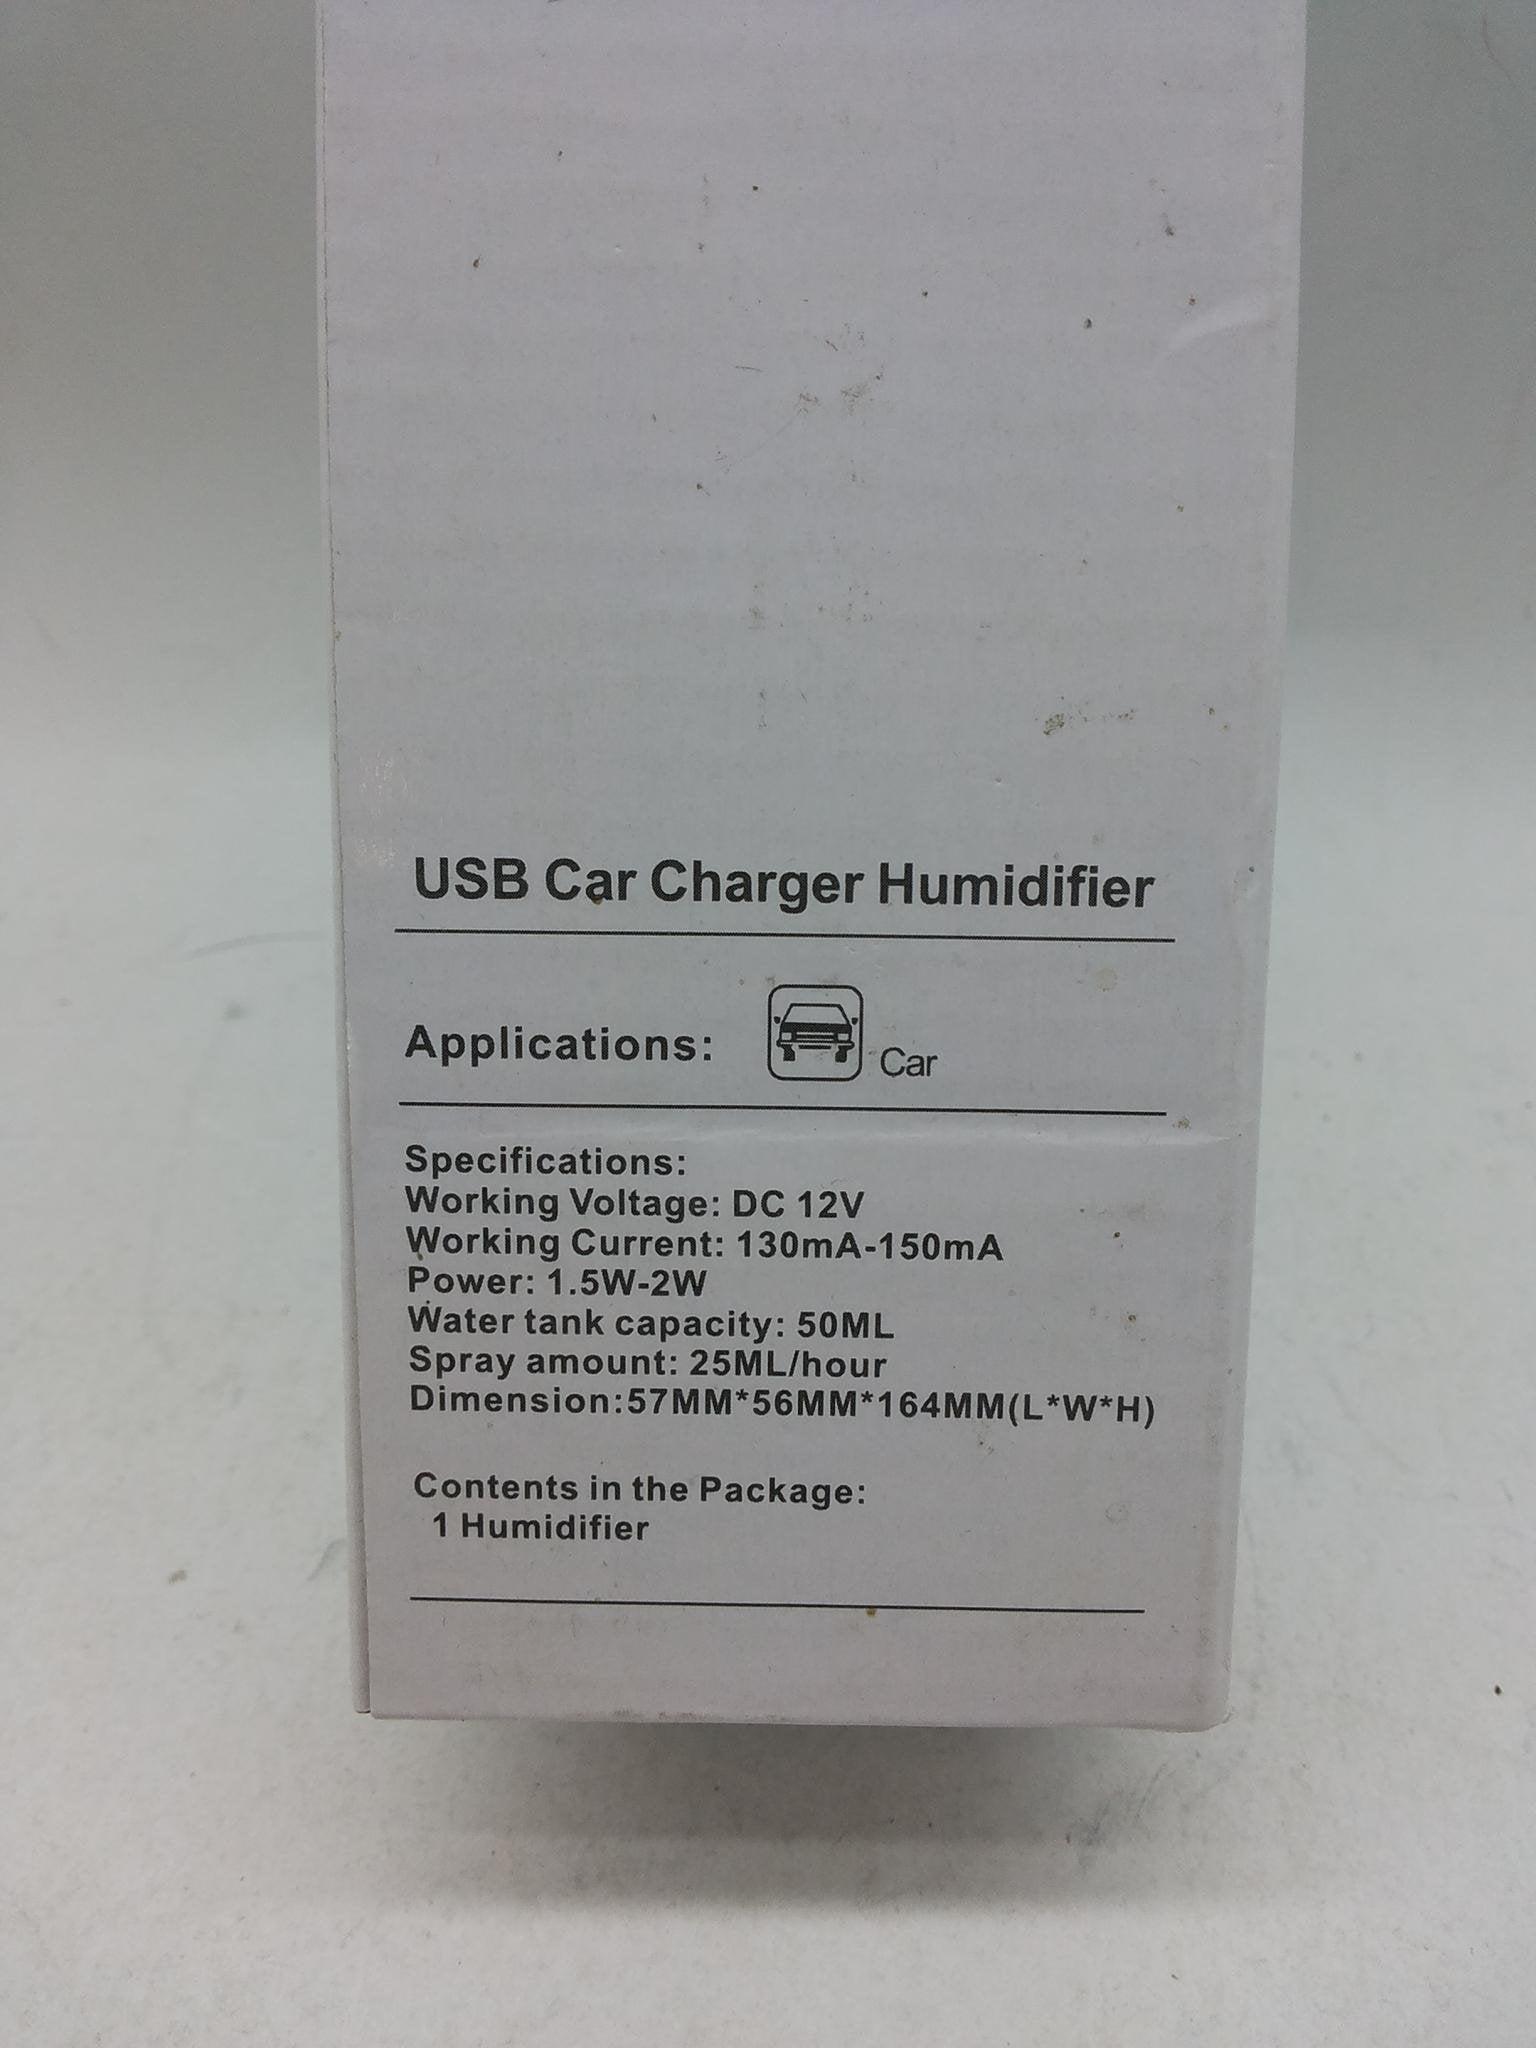 USB Car Charger Humidifier
Applications: Car
Specifications:
Working Voltage: DC 12V
Working Current: 130mA-150mA
Power: 1.5W-2W
Water tank capacity: 50ML
Spray amount: 25ML/hour
Dimension:57MM*56MM*164MM(L*W*H)
Contents in the Package:
1 Humidifier